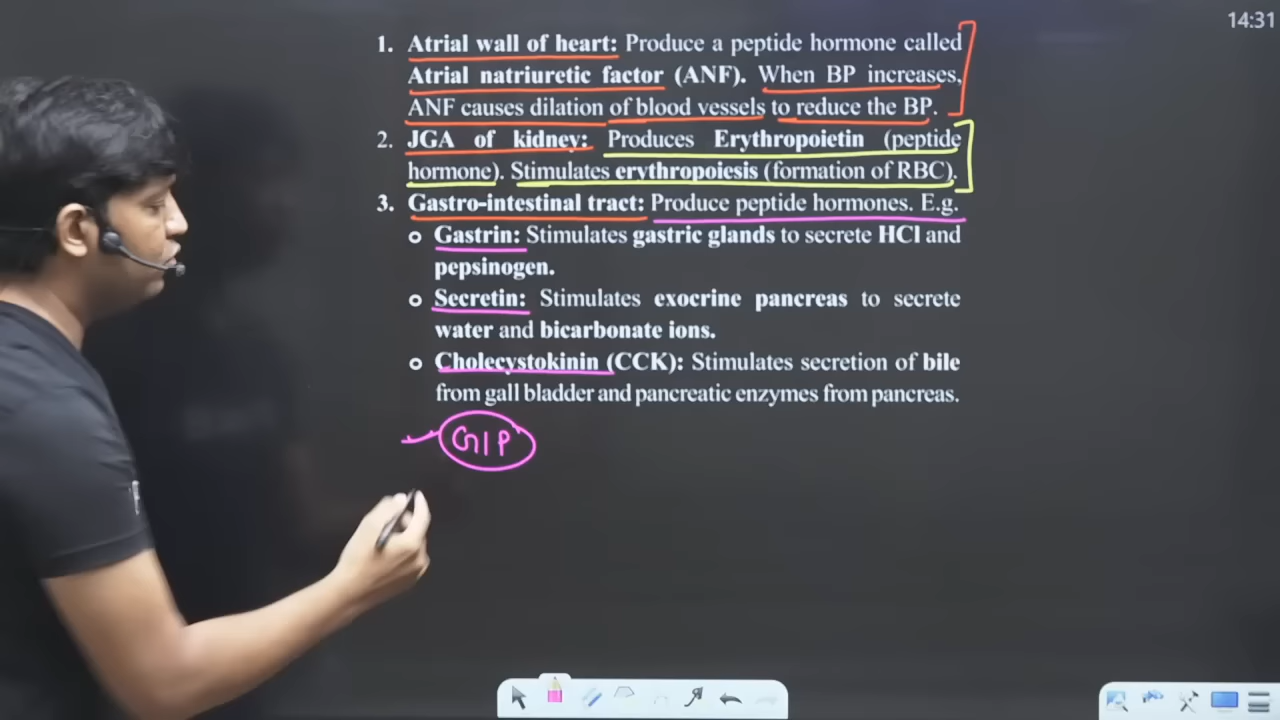 14:31
1. Atrial wall of heart: Produce a peptide hormone called
Atrial natriuretic factor (ANF). When BP increases,
ANF causes dilation of blood vessels to reduce the BP.
2. JGA of kidney: Produces Erythropoietin (peptide
hormone). Stimulates erythropoiesis (formation of RBC).
3. Gastro-intestinal tract: Produce peptide hormones. E.g.
o Gastrin: Stimulates gastric glands to secrete HCl and
pepsinogen.
o Secretin: Stimulates exocrine pancreas to secrete
water and bicarbonate ions.
o Cholecystokinin (CCK): Stimulates secretion of bile
from gall bladder and pancreatic enzymes from pancreas.
GIP